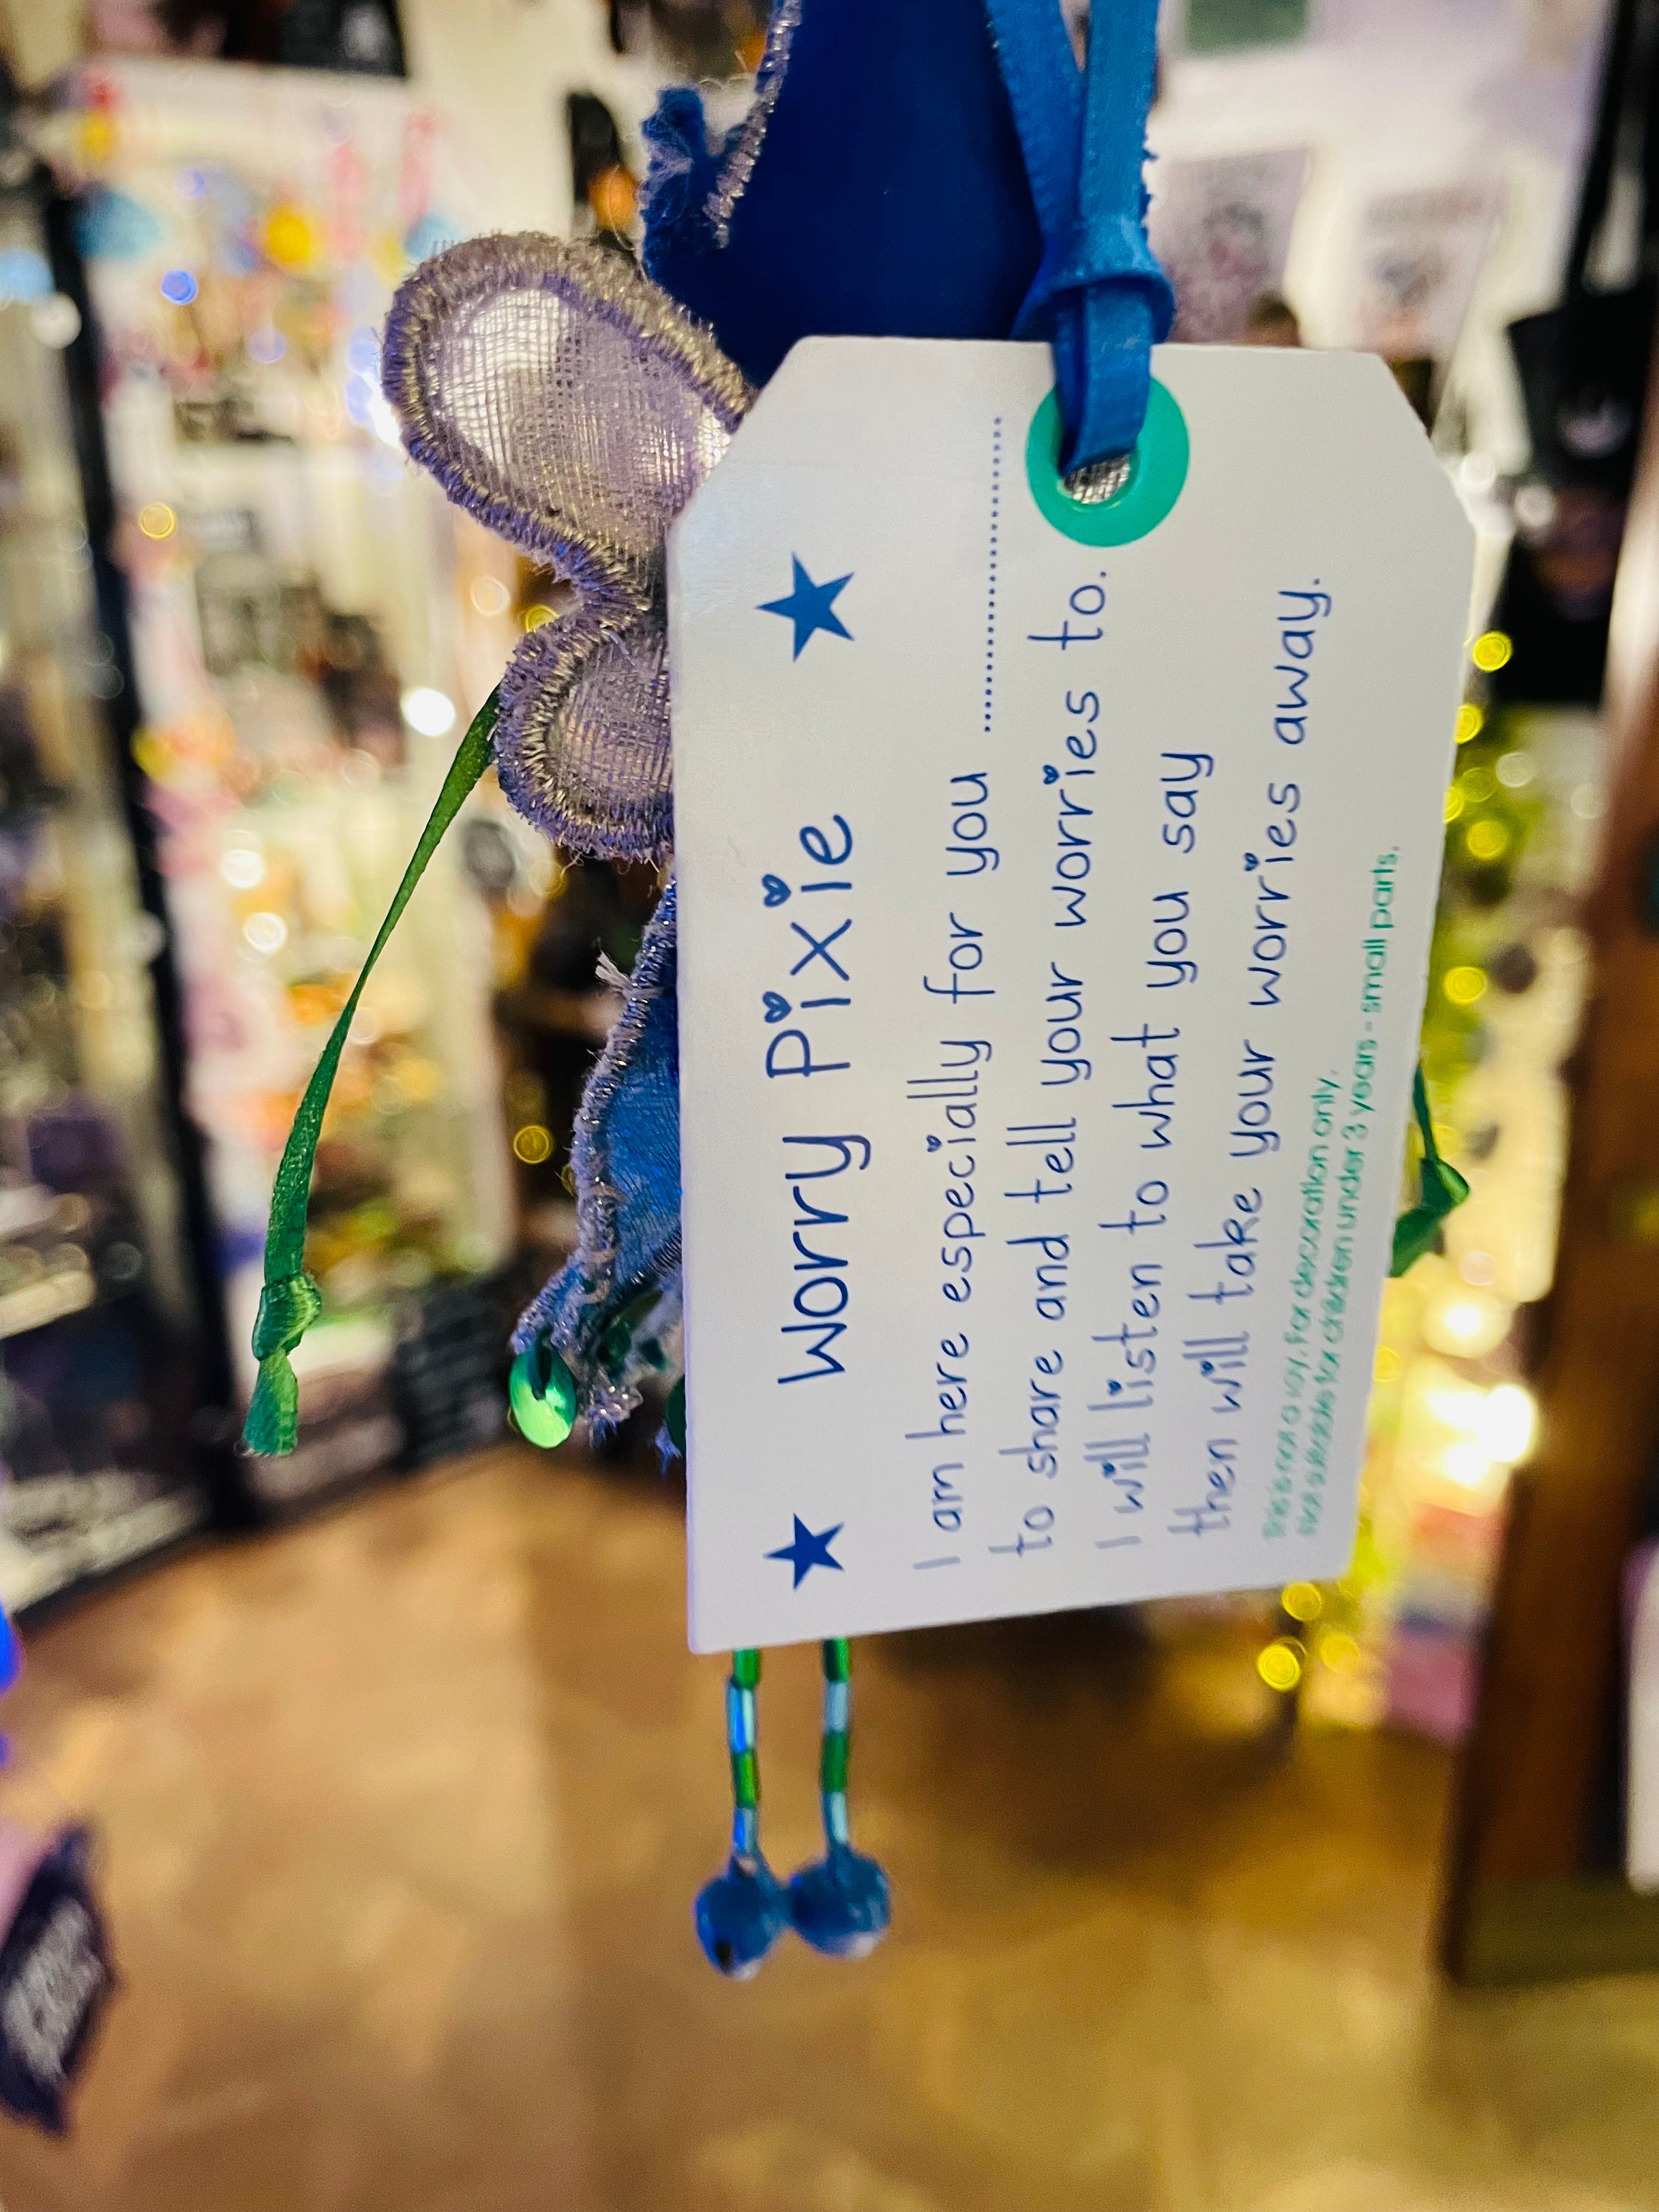 ★ Worry Pixie ★
I am here especially for you ....................
to share and tell your worries to.
I will listen to what you say
then will take your worries away.
This is not a toy. For decoration only.
Not suitable for children under 3 years - small parts.